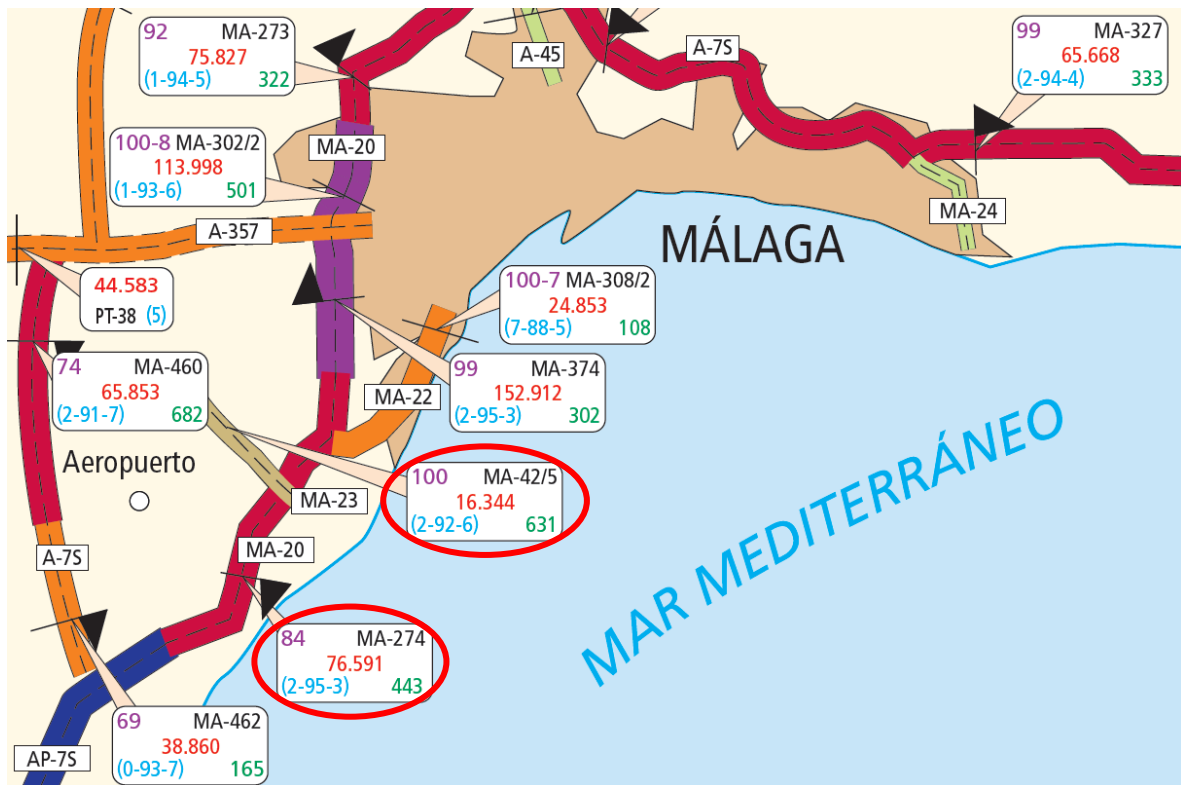 92 MA-273
75.827
(1-94-5) 322
A-45
A-7S
99 MA-327
65.668
(2-94-4) 333
100-8 MA-302/2
113.998
(1-93-6) 501
MA-20
A-357
MA-24
MÁLAGA
44.583
PT-38 (5)
100-7 MA-308/2
24.853
(7-88-5) 108
74 MA-460
65.853
(2-91-7) 682
99 MA-374
152.912
(2-95-3) 302
MA-22
Aeropuerto
100 MA-42/5
16.344
(2-92-6) 631
MA-23
MAR MEDITERRÁNEO
A-7S
MA-20
84 MA-274
76.591
(2-95-3) 443
69 MA-462
38.860
(0-93-7) 165
AP-7S